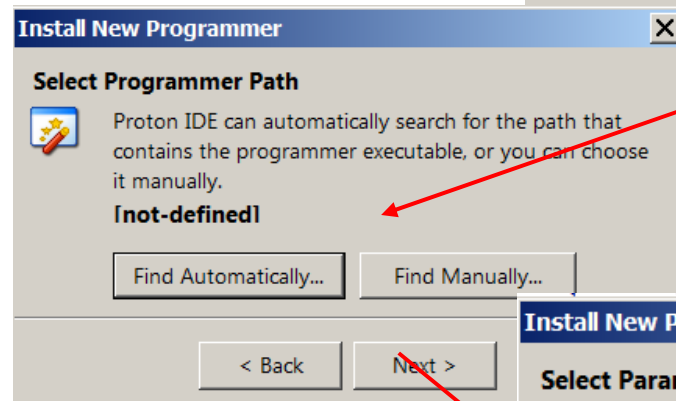 Install New Programmer
Select Programmer Path
Proton IDE can automatically search for the path that
contains the programmer executable, or you can choose
it manually.
[not-defined]
Find Automatically... Find Manually...
< Back Next >
Install New P
Select Paran